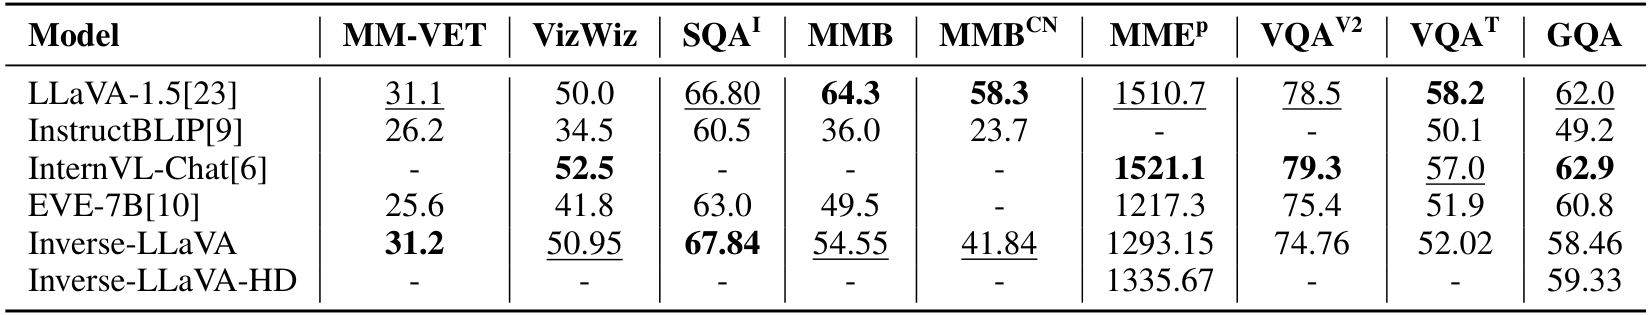 Model MM-VET VizWiz SQA^I MMB MMB^CN MME^p VQA^V2 VQA^T GQA
LLaVA-1.5[23] 31.1 50.0 66.80 64.3 58.3 1510.7 78.5 58.2 62.0
InstructBLIP[9] 26.2 34.5 60.5 36.0 23.7 - - 50.1 49.2
InternVL-Chat[6] - 52.5 - - - 1521.1 79.3 57.0 62.9
EVE-7B[10] 25.6 41.8 63.0 49.5 - 1217.3 75.4 51.9 60.8
Inverse-LLaVA 31.2 50.95 67.84 54.55 41.84 1293.15 74.76 52.02 58.46
Inverse-LLaVA-HD - - - - - 1335.67 - - 59.33